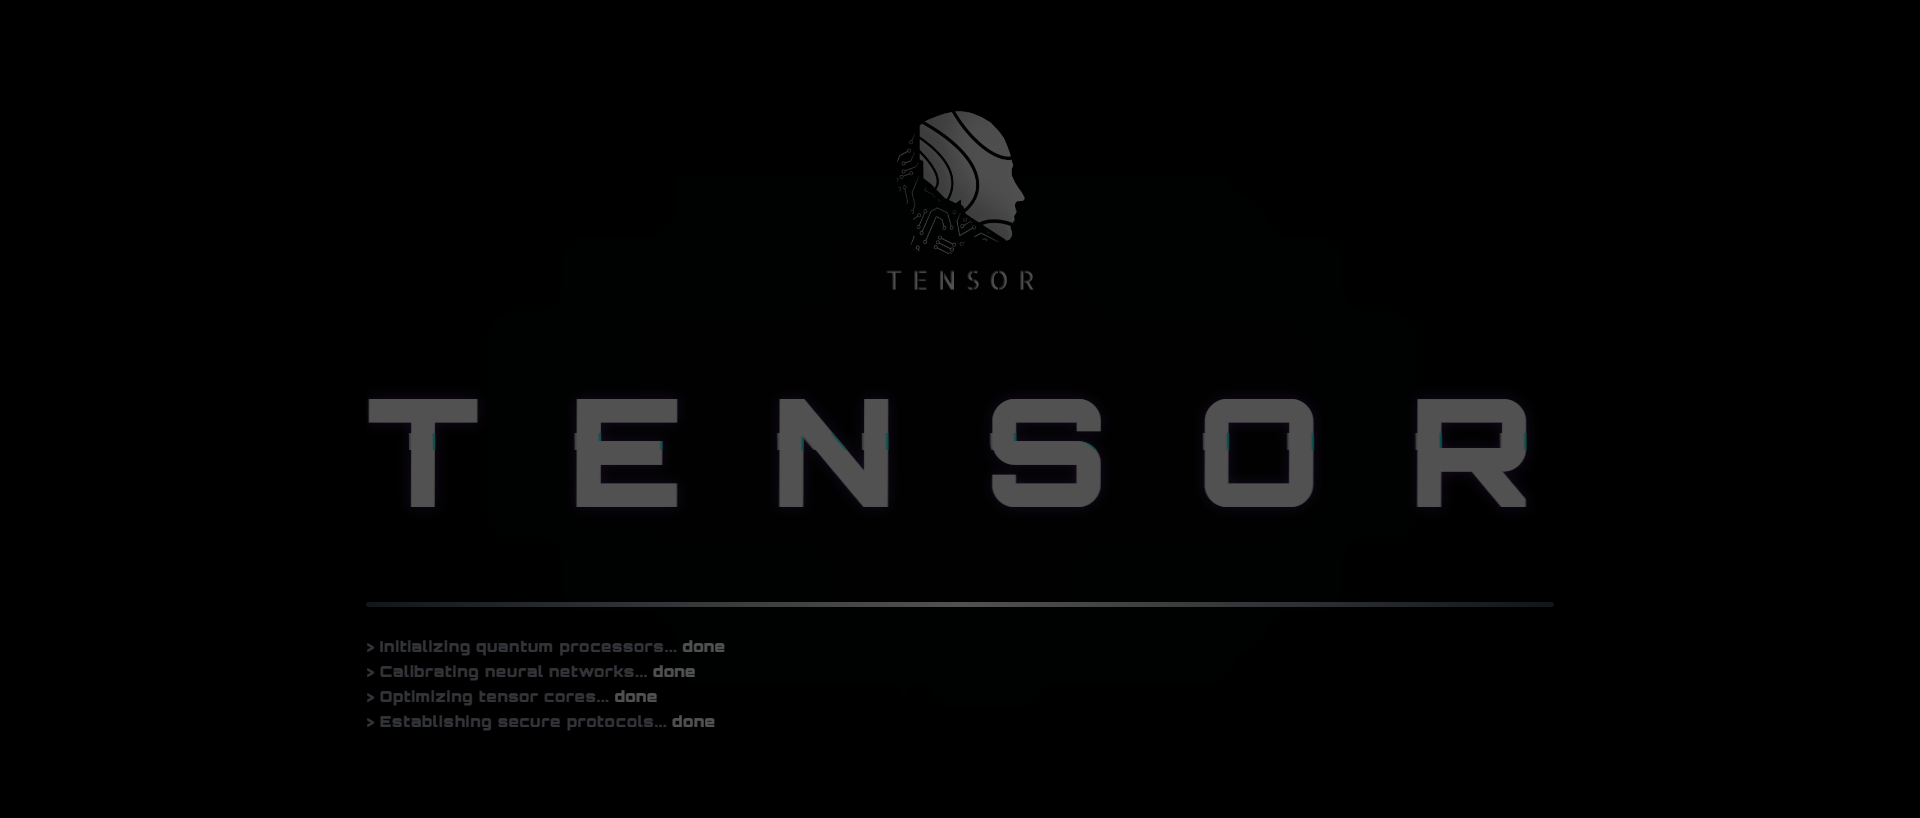 TENSOR
TENSOR
> Initializing quantum processors... done
> Calibrating neural networks... done
> Optimizing tensor cores... done
> Establishing secure protocols... done